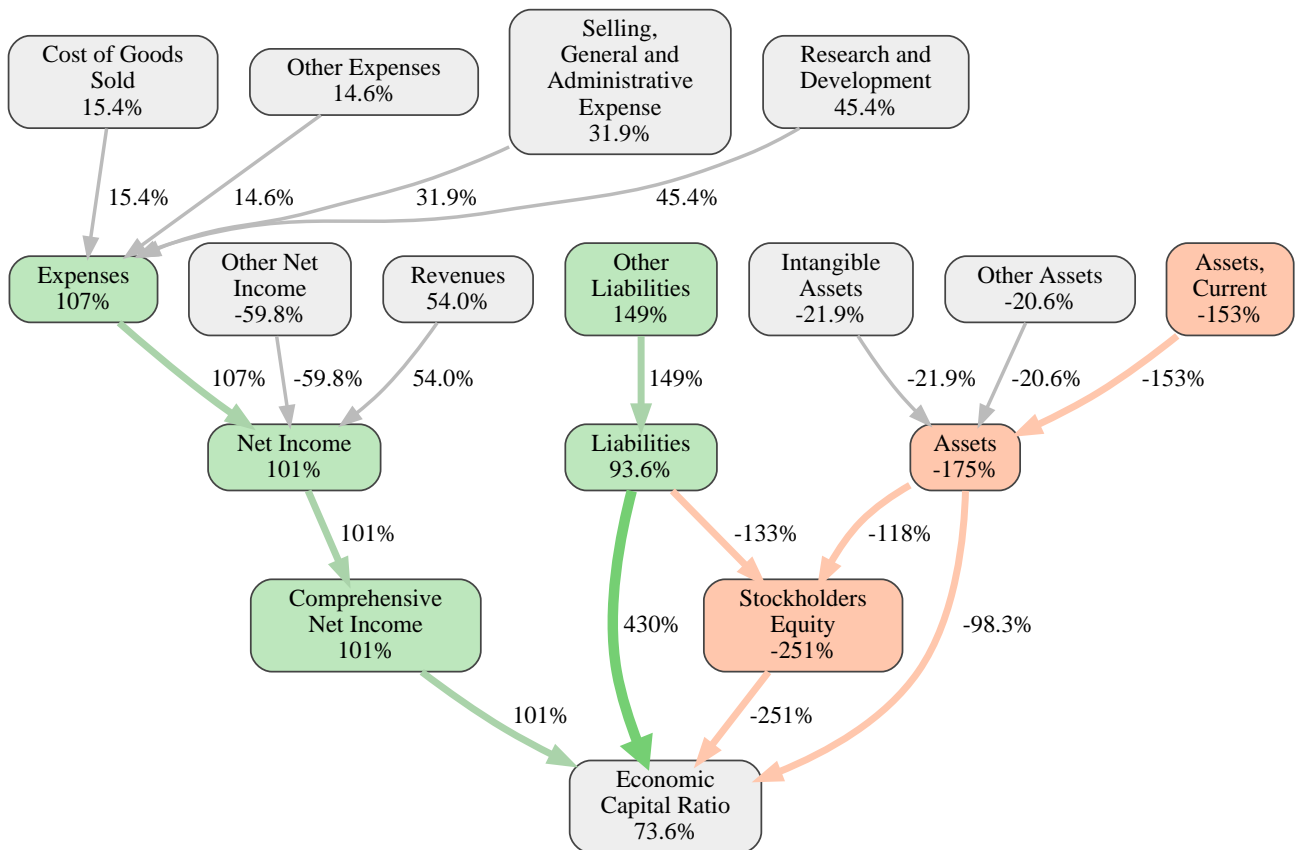 Cost of Goods
Sold
15.4%
Other Expenses
14.6%
Selling,
General and
Administrative
Expense
31.9%
Research and
Development
45.4%
15.4%
14.6%
31.9%
45.4%
Expenses
107%
Other Net
Income
-59.8%
Revenues
54.0%
Other
Liabilities
149%
Intangible
Assets
-21.9%
Other Assets
-20.6%
Assets,
Current
-153%
107%
-59.8%
54.0%
149%
-21.9%
-20.6%
-153%
Net Income
101%
Liabilities
93.6%
Assets
-175%
101%
-133%
-118%
Comprehensive
Net Income
101%
430%
Stockholders
Equity
-251%
-98.3%
101%
-251%
Economic
Capital Ratio
73.6%